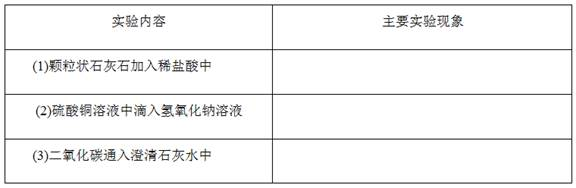 实验内容 主要实验现象
(1)颗粒状石灰石加入稀盐酸中
(2)硫酸铜溶液中滴入氢氧化钠溶液
(3)二氧化碳通入澄清石灰水中